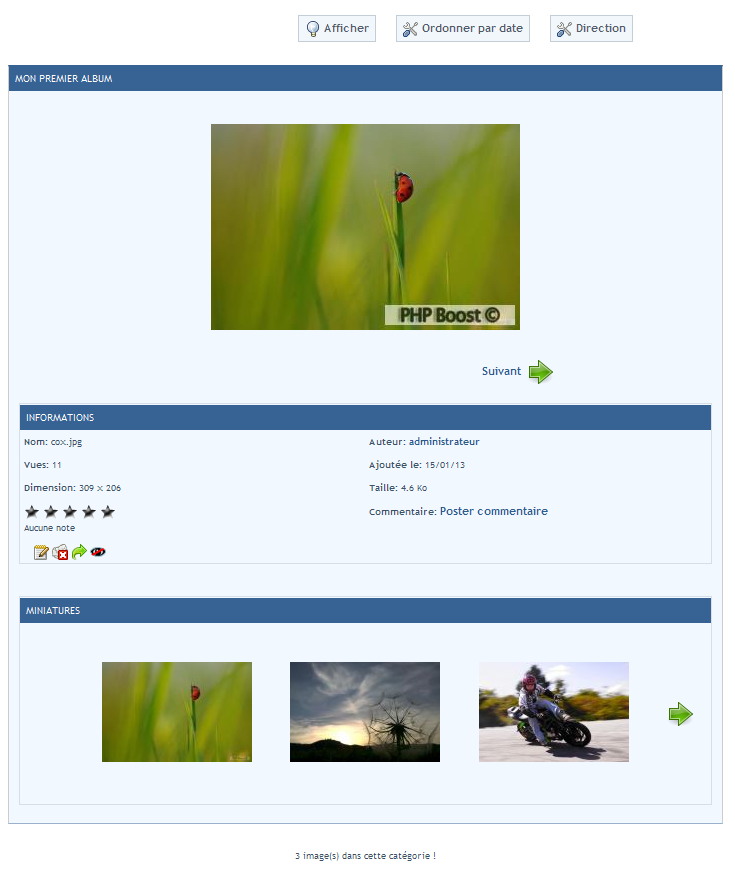 Afficher
Ordonner par date
Direction
MON PREMIER ALBUM
PHP Boost ©
Suivant
INFORMATIONS
Nom: cox.jpg
Auteur: administrateur
Vues: 11
Ajoutée le: 15/01/13
Dimension: 309 x 206
Taille: 4.6 Ko
Commentaire: Poster commentaire
Aucune note
MINIATURES
3 image(s) dans cette catégorie !